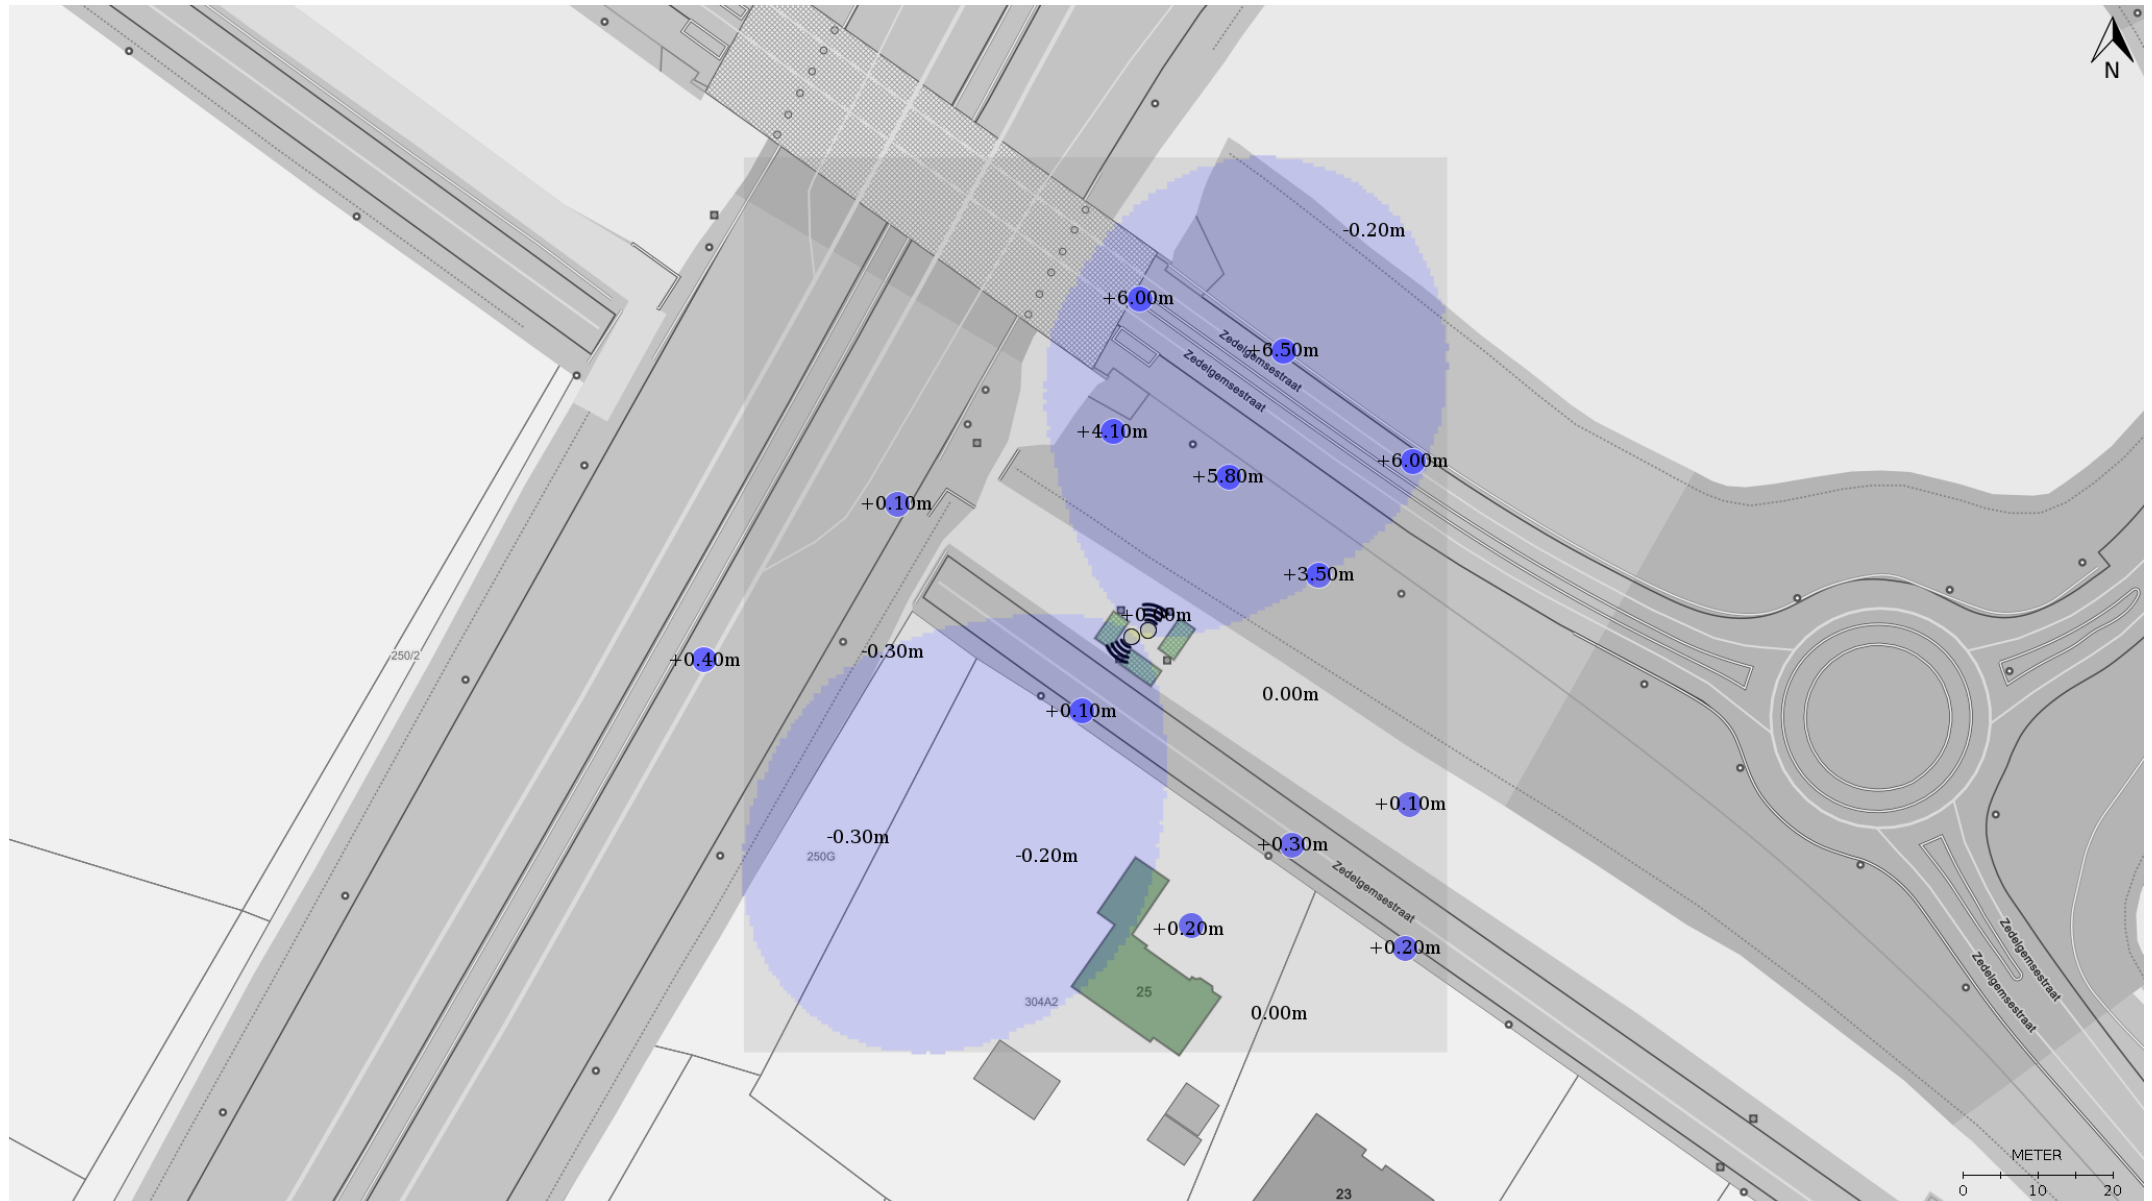 N
-0.20m
+6.00m
Zedelgemsestraat
+6.50m
Zedelgemsestraat
+4.10m
+6.00m
+5.80m
+0.10m
+3.50m
250/2
-0.30m
+0.40m
0.00m
+0.10m
+0.10m
-0.30m
250G
-0.20m
+0.30m
Zedelgemsestraat
+0.20m
+0.20m
Zedelgemsestraat
Zedelgemsestraat
25
304A2
0.00m
METER
0 10 20
23